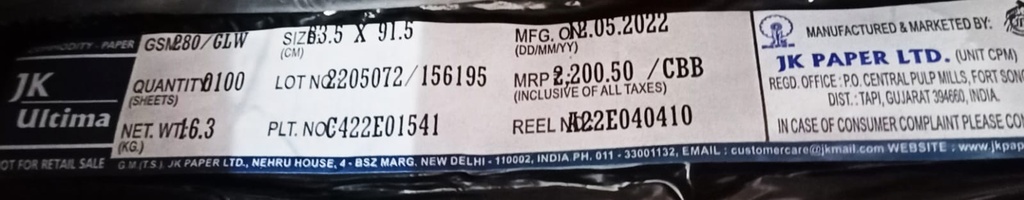 COMMODITY - PAPER
JK
Ultima
NOT FOR RETAIL SALE
GSM 280/GLW
SIZE 63.5 X 91.5
(CM)
MFG. ON 02.05.2022
(DD/MM/YY)
QUANTITY 0100
(SHEETS)
LOT NO 2205072/156195
MRP 2,200.50 /CBB
(INCLUSIVE OF ALL TAXES)
NET. WT. 16.3
(KG.)
PLT. NO C422E01541
REEL NO A22E040410
MANUFACTURED & MARKETED BY:
JK PAPER LTD. (UNIT CPM)
REGD. OFFICE : P.O. CENTRAL PULP MILLS, FORT SONG
DIST.: TAPI, GUJARAT 394660, INDIA.
IN CASE OF CONSUMER COMPLAINT PLEASE CON
G.M.(T.S.), JK PAPER LTD., NEHRU HOUSE, 4 - BSZ MARG, NEW DELHI - 110002, INDIA PH. 011 - 33001132, EMAIL : customercare@jkmail.com WEBSITE : www.jkpap